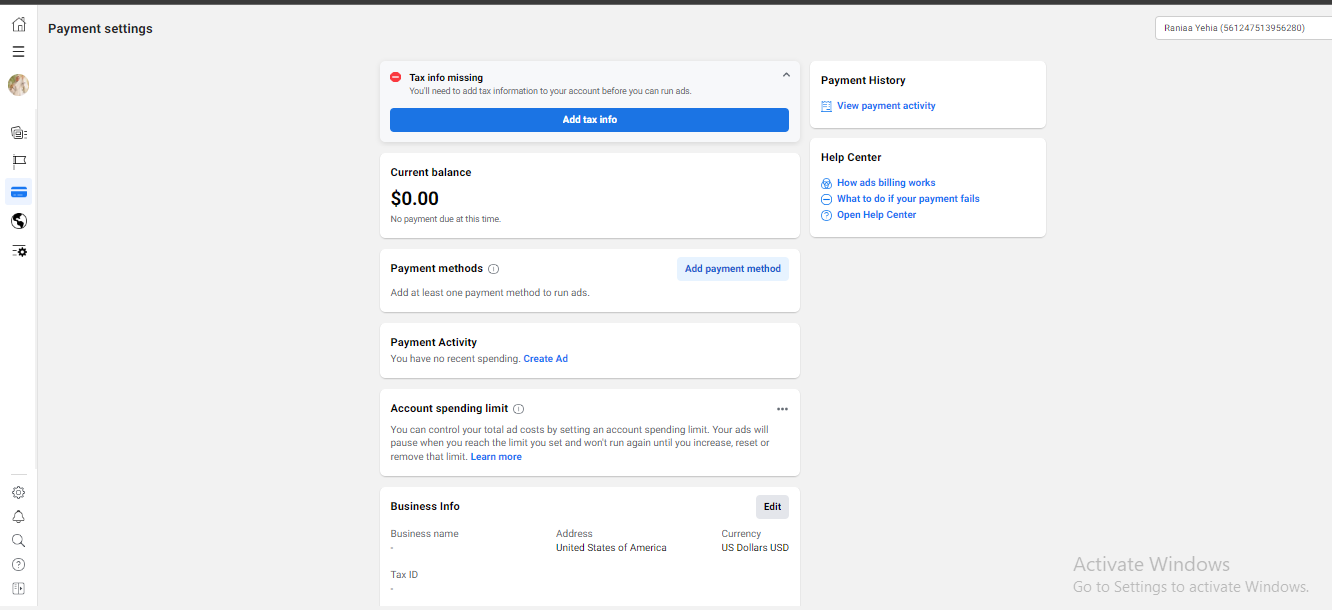 Payment settings
Raniaa Yehia (561247513956280)
Tax info missing
You'll need to add tax information to your account before you can run ads.
Add tax info
Current balance
$0.00
No payment due at this time.
Payment methods
Add payment method
Add at least one payment method to run ads.
Payment Activity
You have no recent spending. Create Ad
Account spending limit
You can control your total ad costs by setting an account spending limit. Your ads will
pause when you reach the limit you set and won't run again until you increase, reset or
remove that limit. Learn more
Business Info
Edit
Business name
-
Address
United States of America
Currency
US Dollars USD
Tax ID
-
Payment History
View payment activity
Help Center
How ads billing works
What to do if your payment fails
Open Help Center
Activate Windows
Go to Settings to activate Windows.